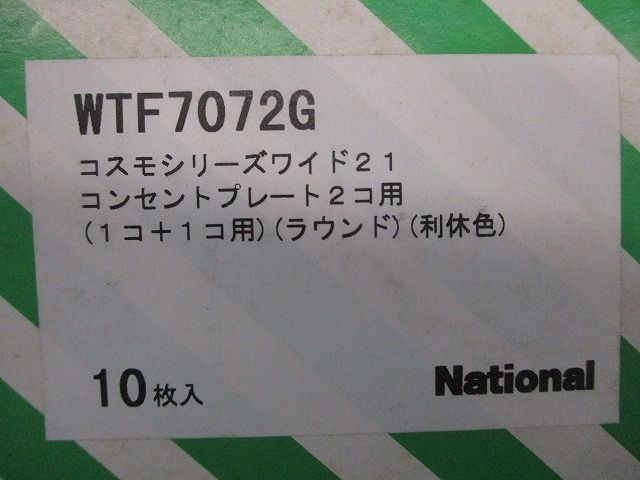 WTF7072G
コスモシリーズワイド２１
コンセントプレート２コ用
(１コ＋１コ用)(ラウンド)(利休色)
10枚入
National